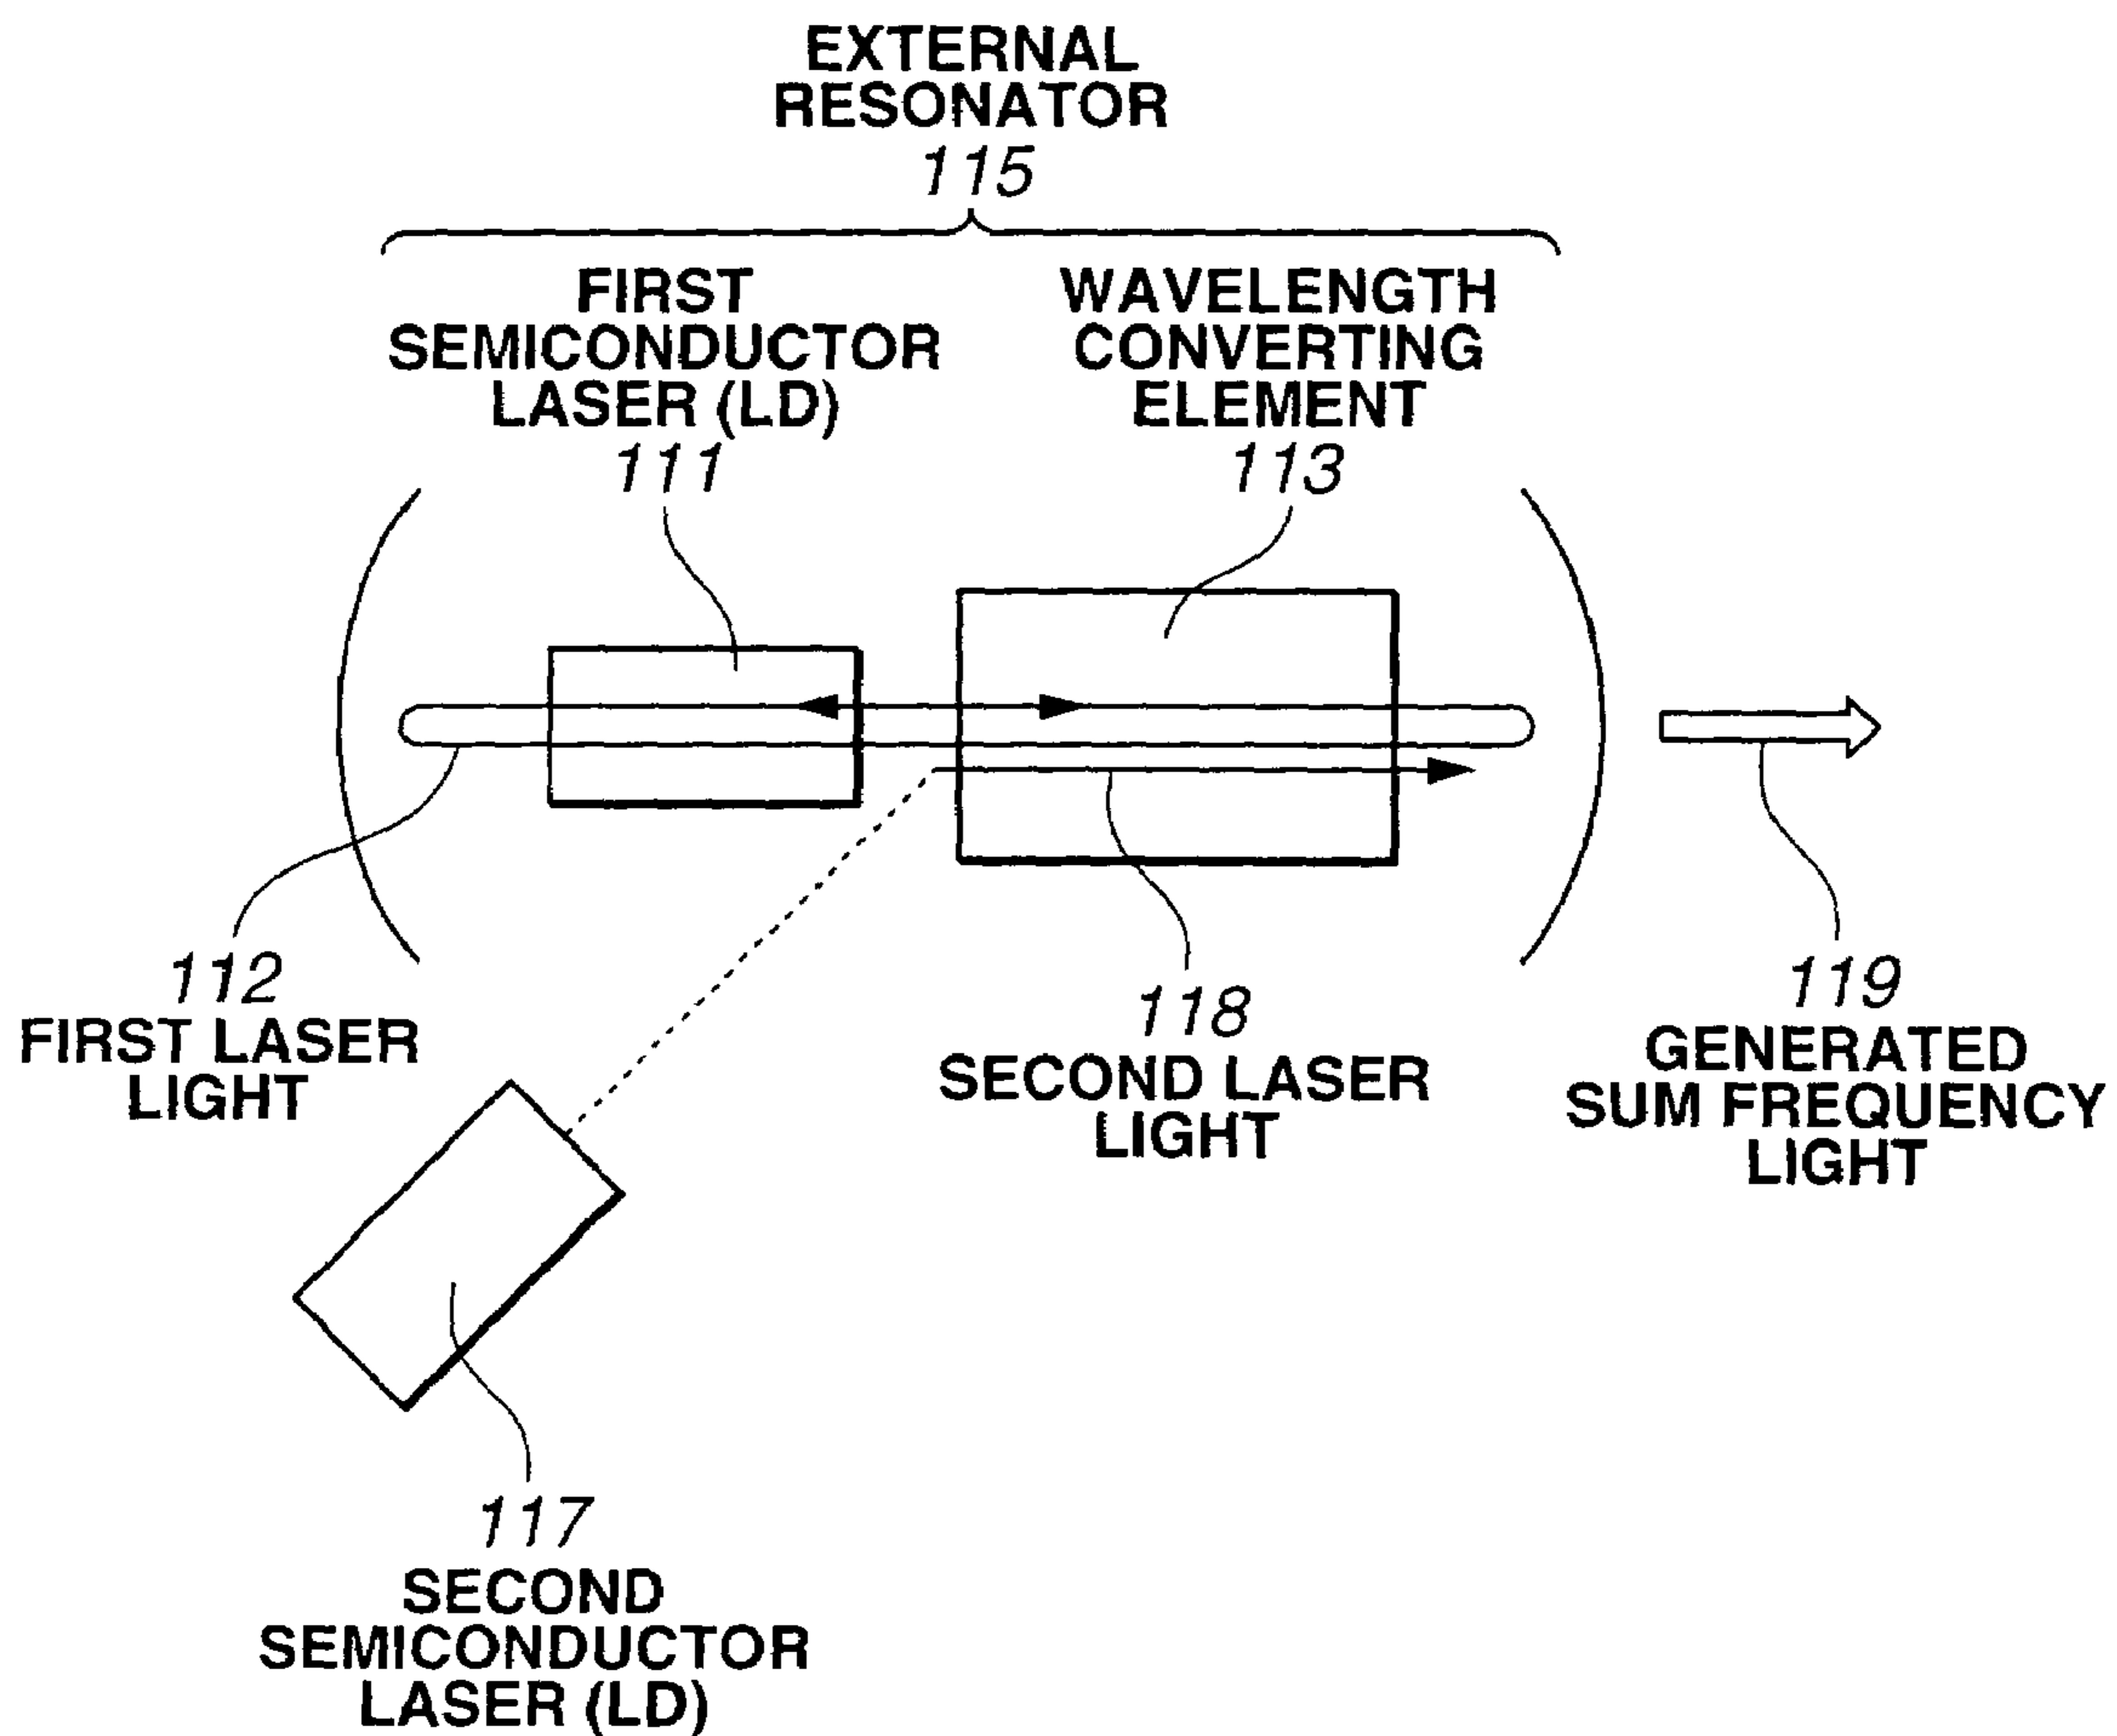 EXTERNAL
RESONATOR
115
FIRST
SEMICONDUCTOR
LASER (LD)
111
WAVELENGTH
CONVERTING
ELEMENT
113
112
FIRST LASER
LIGHT
118
SECOND LASER
LIGHT
119
GENERATED
SUM FREQUENCY
LIGHT
117
SECOND
SEMICONDUCTOR
LASER (LD)